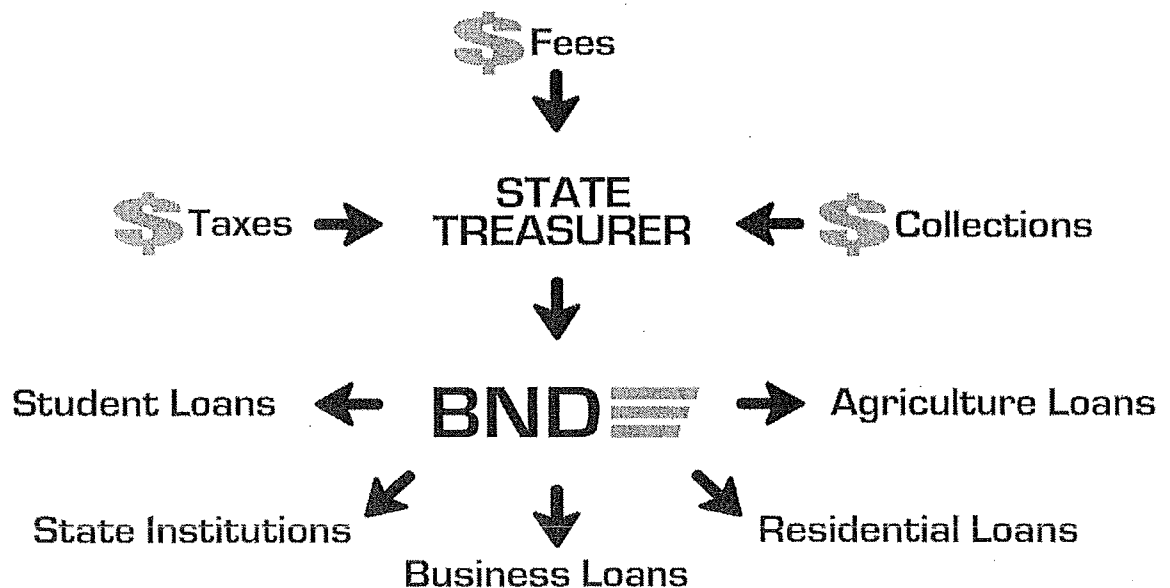 $ Fees
STATE
TREASURER
$ Taxes
$ Collections
Student Loans
BND
Agriculture Loans
State Institutions
Business Loans
Residential Loans